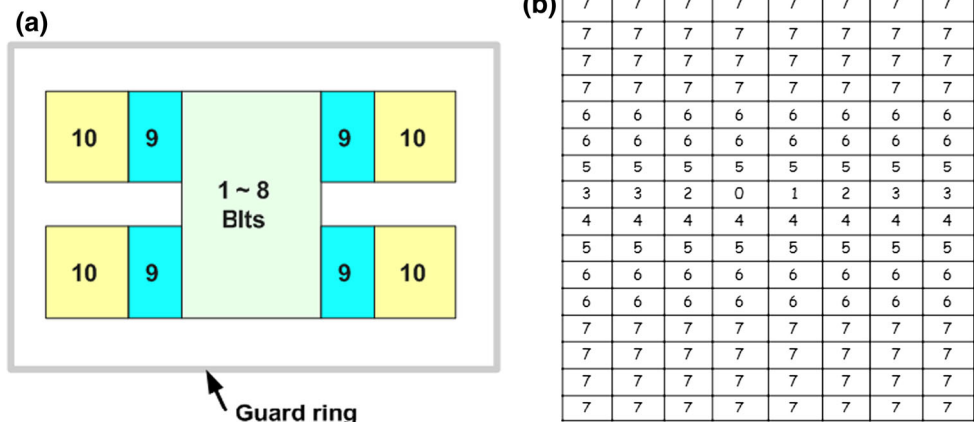 (a)
10 9 9 10
1 ~ 8
BIts
10 9 9 10
Guard ring
(b)
7 7 7 7 7 7 7 7
7 7 7 7 7 7 7 7
7 7 7 7 7 7 7 7
7 7 7 7 7 7 7 7
6 6 6 6 6 6 6 6
6 6 6 6 6 6 6 6
5 5 5 5 5 5 5 5
3 3 2 0 1 2 3 3
4 4 4 4 4 4 4 4
5 5 5 5 5 5 5 5
6 6 6 6 6 6 6 6
6 6 6 6 6 6 6 6
7 7 7 7 7 7 7 7
7 7 7 7 7 7 7 7
7 7 7 7 7 7 7 7
7 7 7 7 7 7 7 7